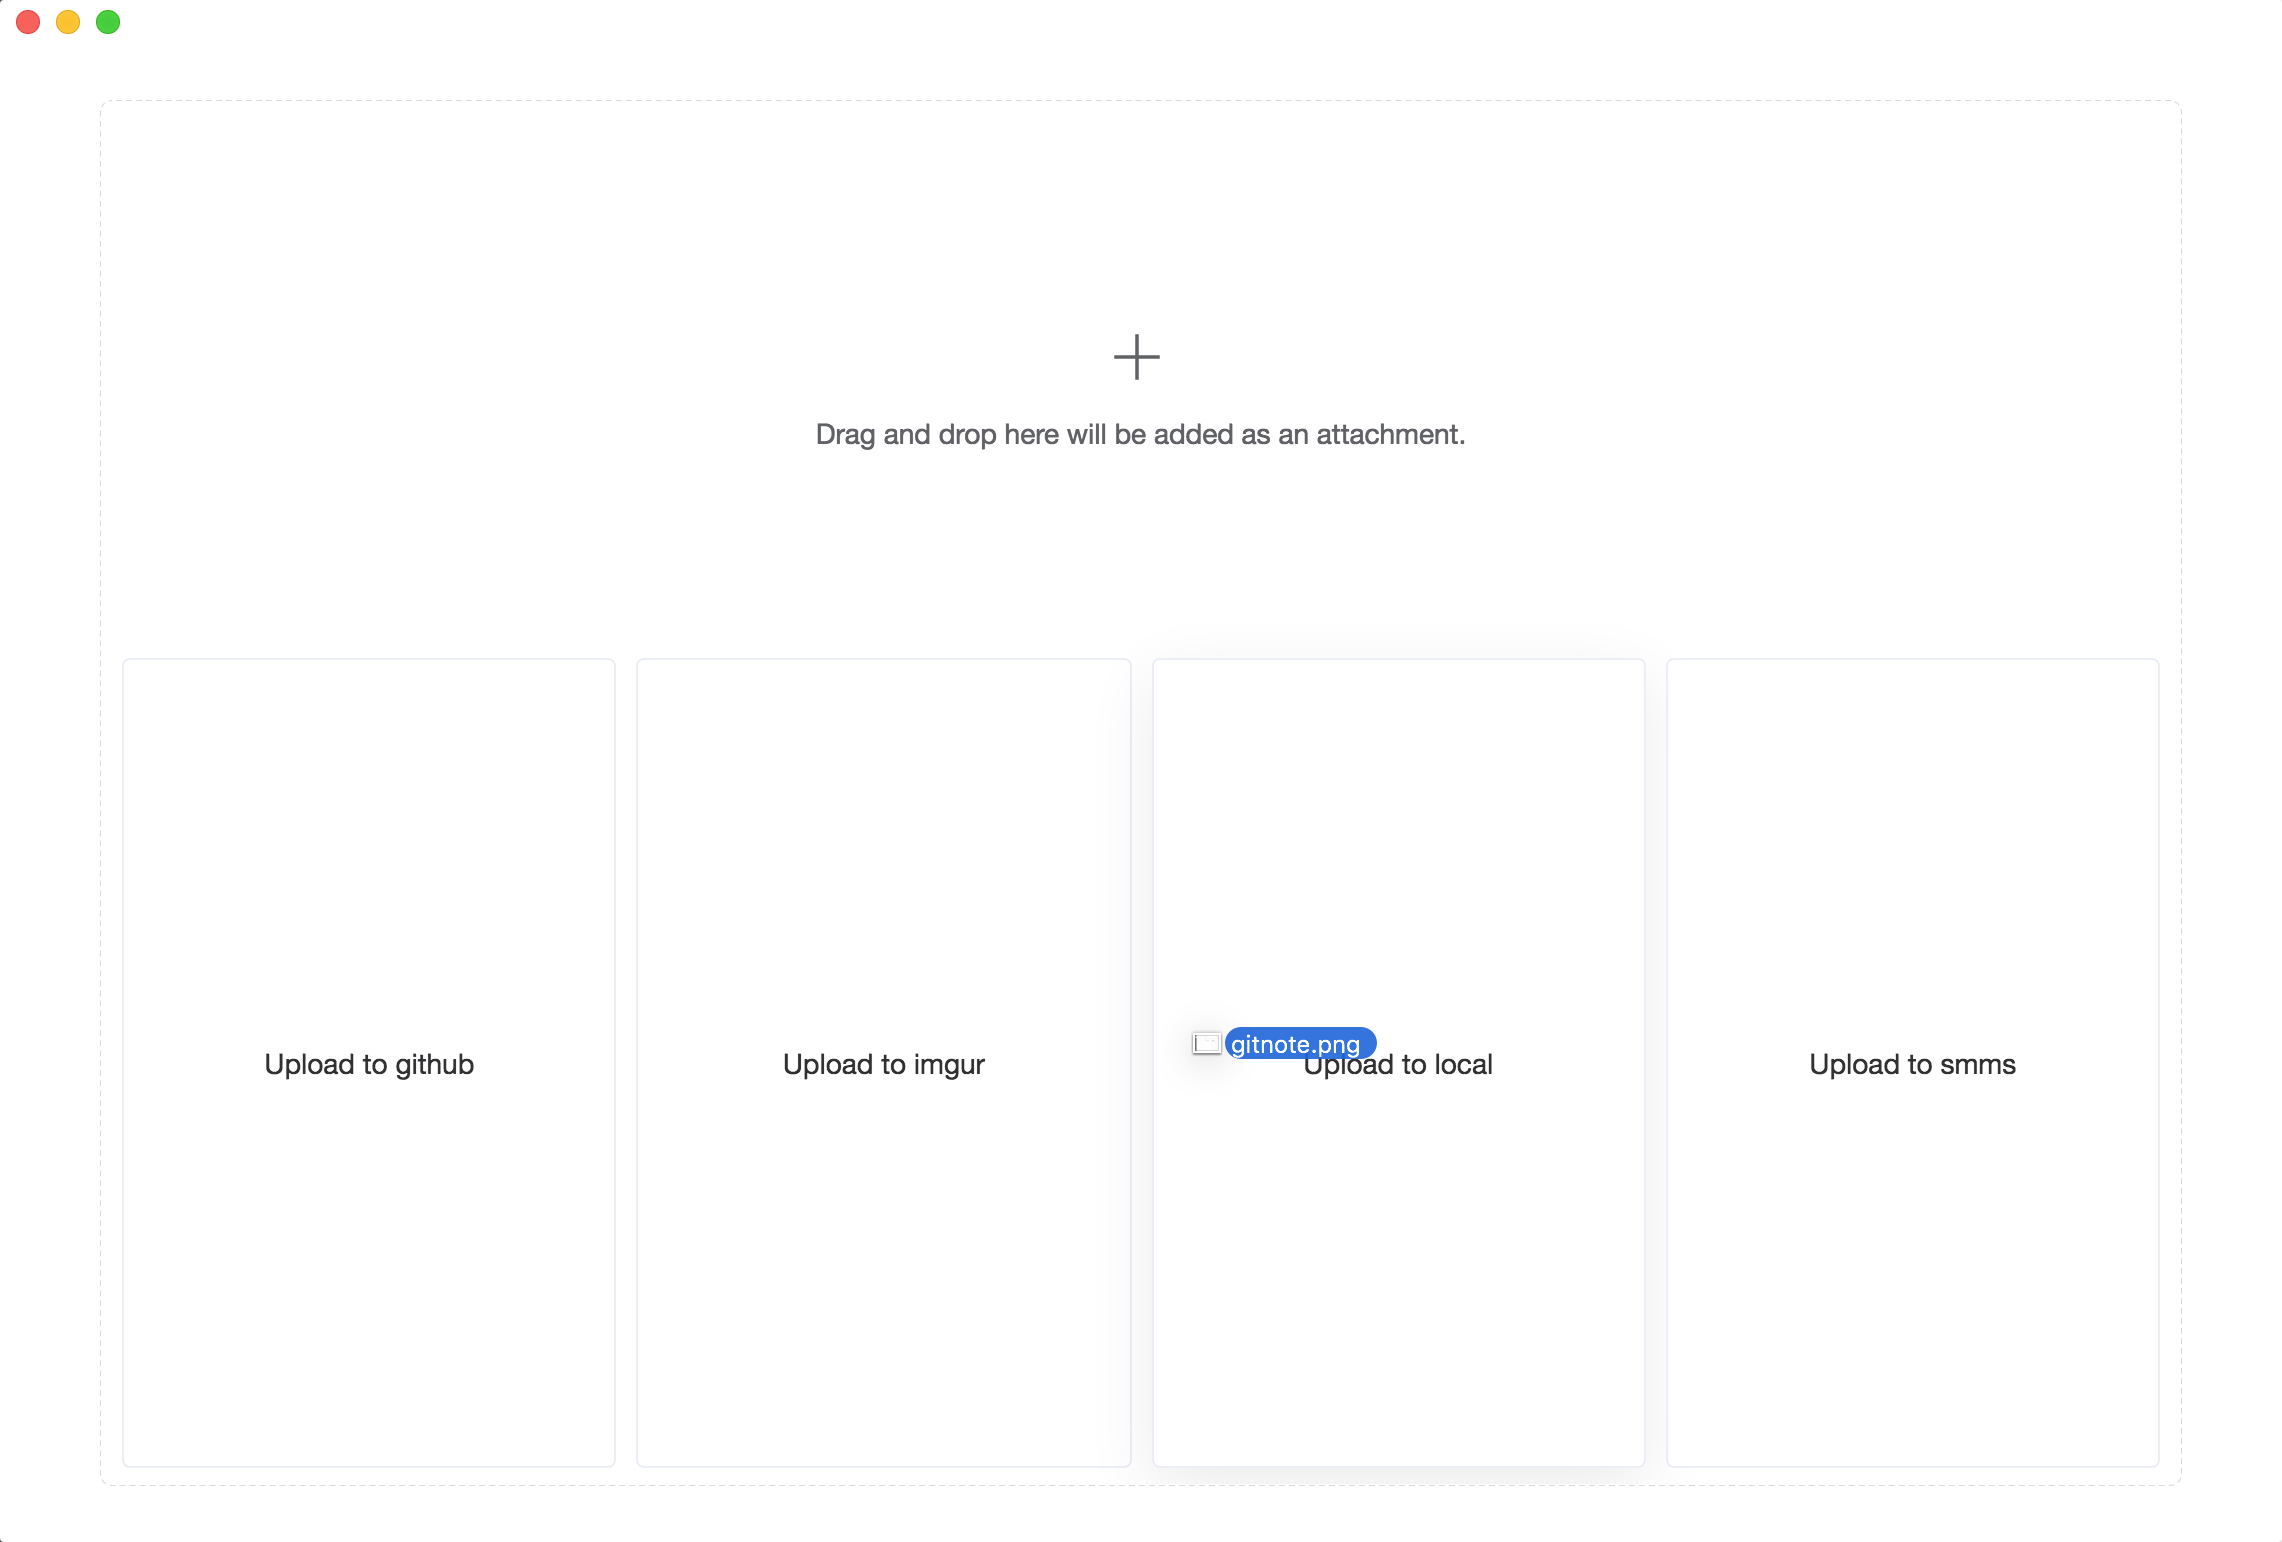 Drag and drop here will be added as an attachment.
Upload to github
Upload to imgur
gitnote.png
Upload to local
Upload to smms